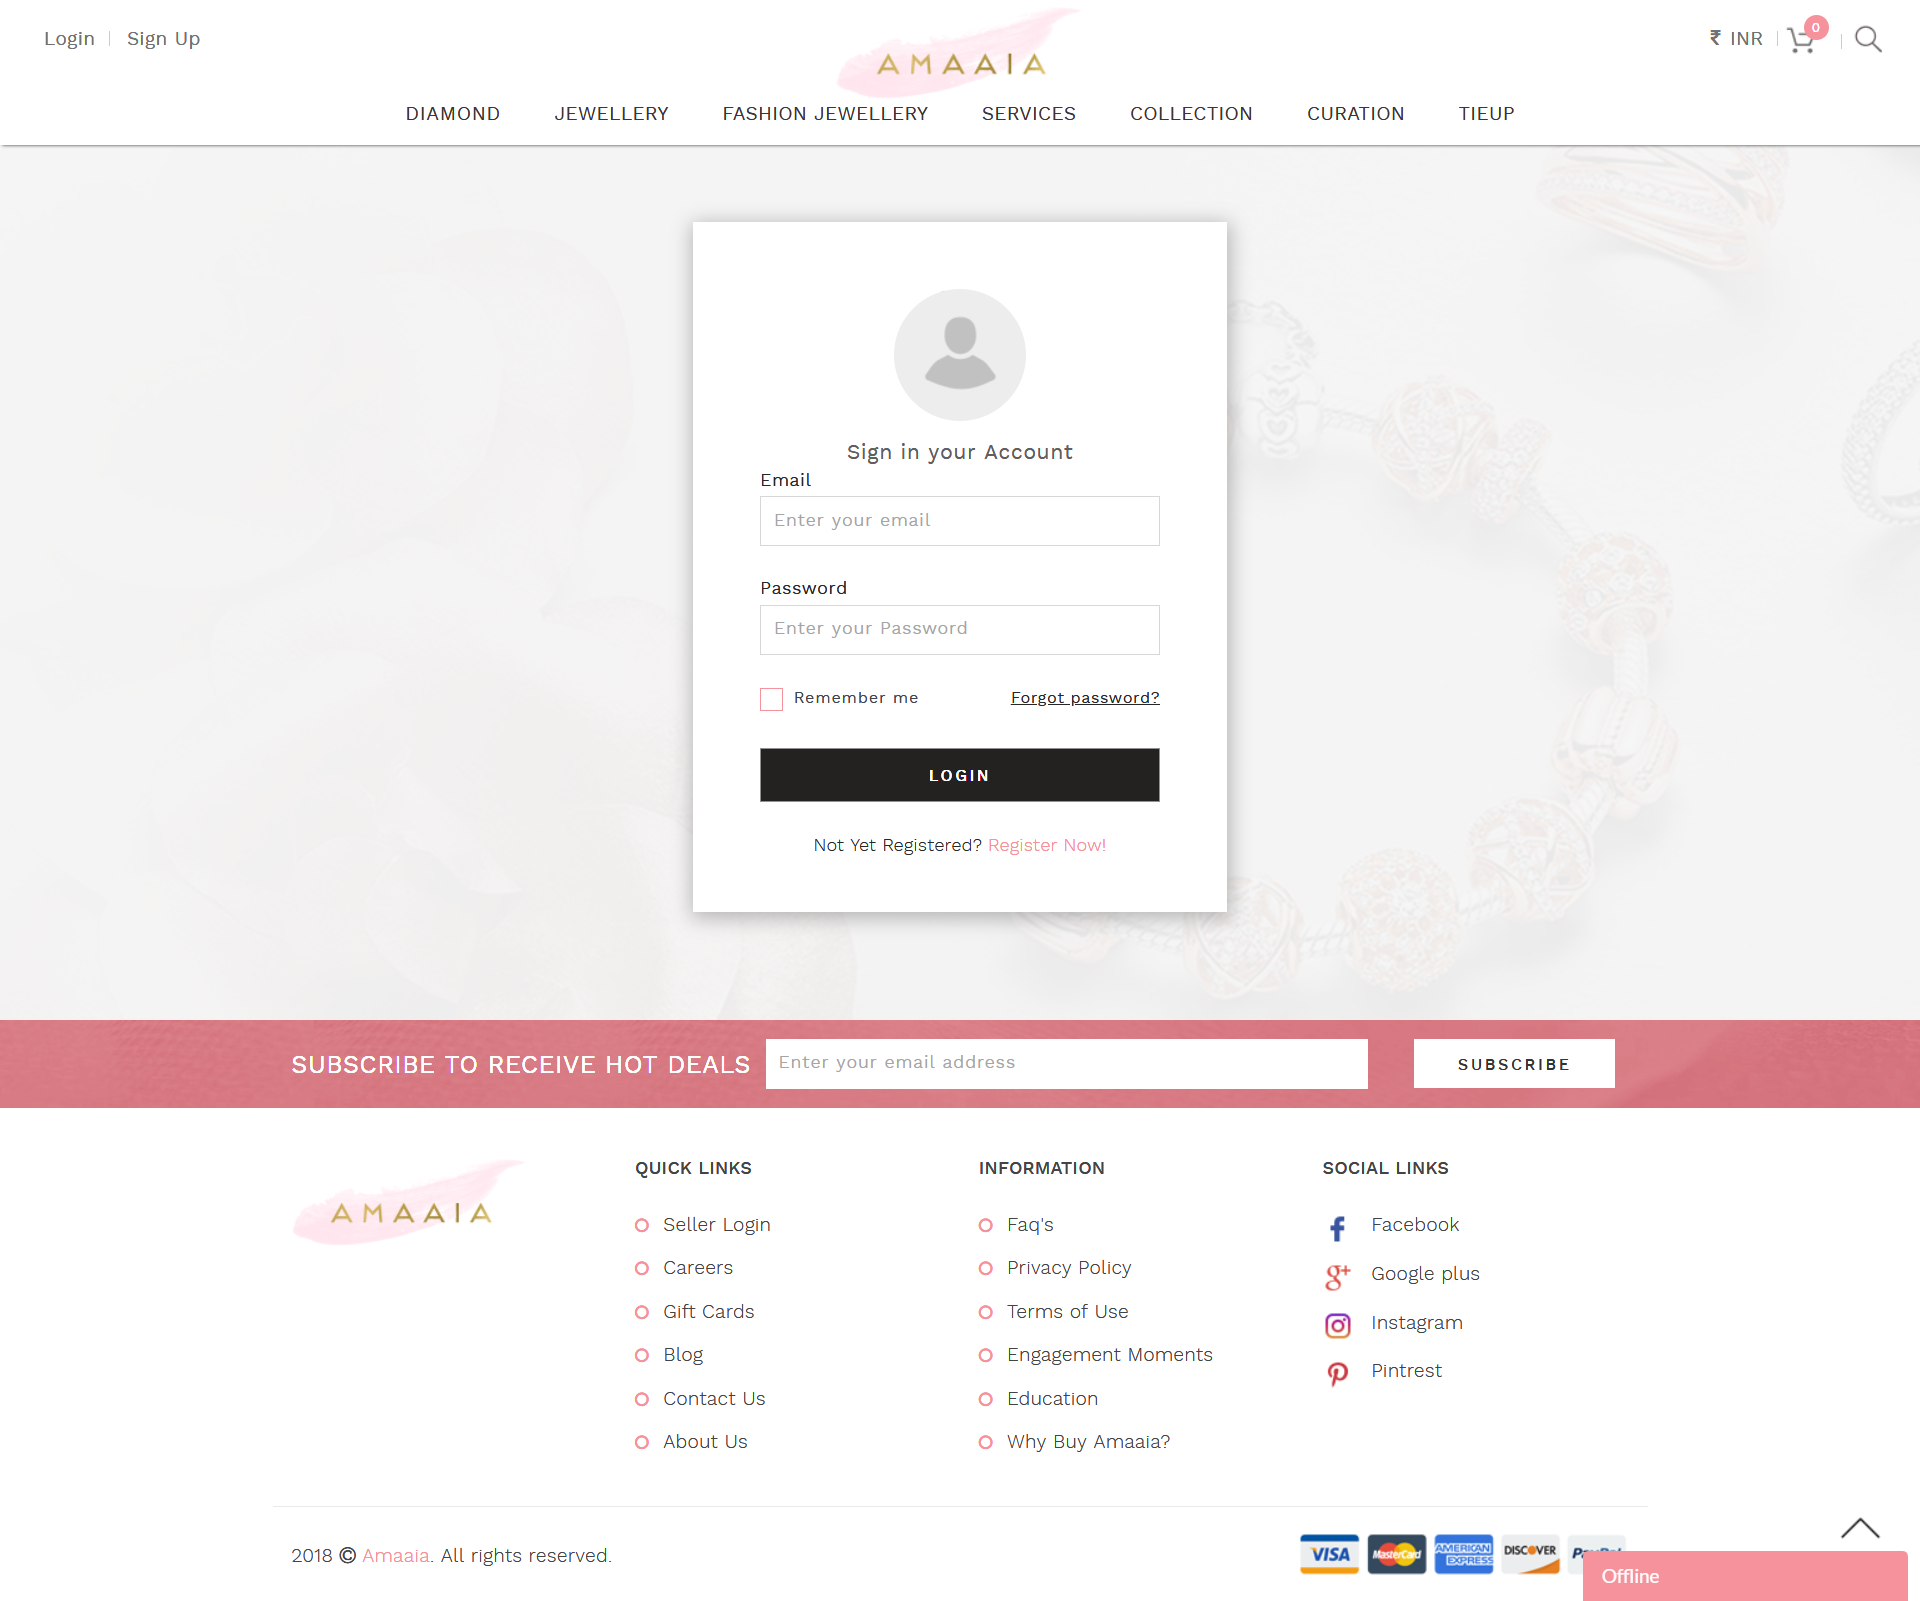 Login
Sign Up
AMAAIA
₹ INR
0
DIAMOND
JEWELLERY
FASHION JEWELLERY
SERVICES
COLLECTION
CURATION
TIEUP
Sign in your Account
Email
Enter your email
Password
Enter your Password
Remember me
Forgot password?
LOGIN
Not Yet Registered? Register Now!
SUBSCRIBE TO RECEIVE HOT DEALS
Enter your email address
SUBSCRIBE
AMAAIA
QUICK LINKS
Seller Login
Careers
Gift Cards
Blog
Contact Us
About Us
INFORMATION
Faq's
Privacy Policy
Terms of Use
Engagement Moments
Education
Why Buy Amaaia?
SOCIAL LINKS
Facebook
Google plus
Instagram
Pintrest
2018 © Amaaia. All rights reserved.
VISA
MasterCard
AMERICAN EXPRESS
DISCOVER
PayPal
Offline